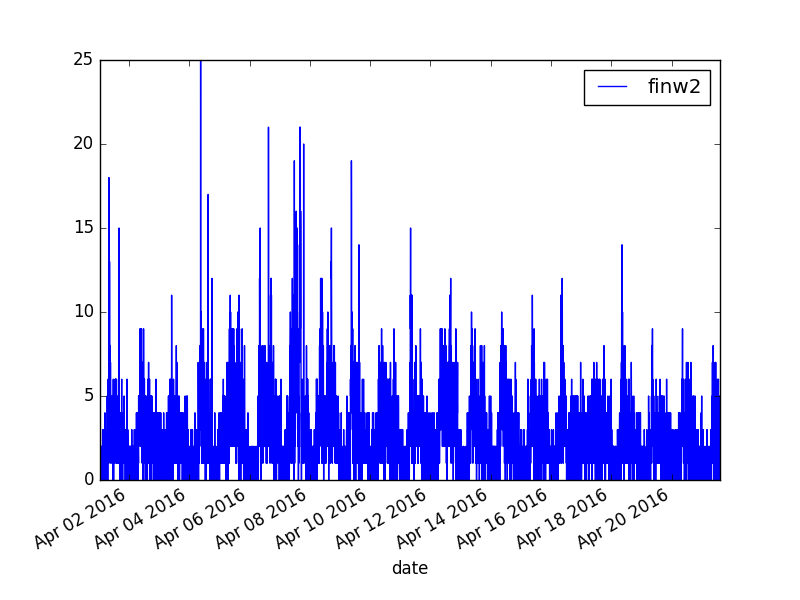 25
finw2
20
15
10
5
0
Apr 02 2016
Apr 04 2016
Apr 06 2016
Apr 08 2016
Apr 10 2016
Apr 12 2016
Apr 14 2016
Apr 16 2016
Apr 18 2016
Apr 20 2016
date